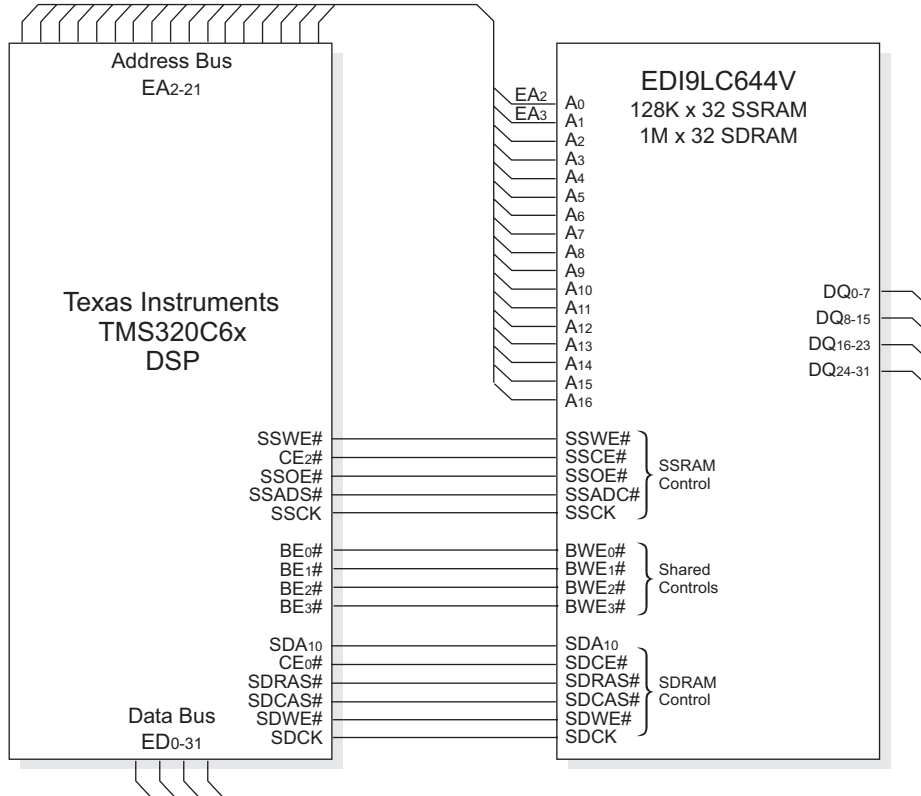 Address Bus
EA2-21
Texas Instruments
TMS320C6x
DSP
SSWE#
CE2#
SSOE#
SSADS#
SSCK
BE0#
BE1#
BE2#
BE3#
SDA10
CE0#
SDRAS#
SDCAS#
SDWE#
SDCK
Data Bus
ED0-31
EA2
EA3
EDI9LC644V
128K x 32 SSRAM
1M x 32 SDRAM
A0
A1
A2
A3
A4
A5
A6
A7
A8
A9
A10
A11
A12
A13
A14
A15
A16
DQ0-7
DQ8-15
DQ16-23
DQ24-31
SSWE#
SSCE#
SSOE#
SSADC#
SSCK
SSRAM
Control
BWE0#
BWE1#
BWE2#
BWE3#
Shared
Controls
SDA10
SDCE#
SDRAS#
SDCAS#
SDWE#
SDCK
SDRAM
Control